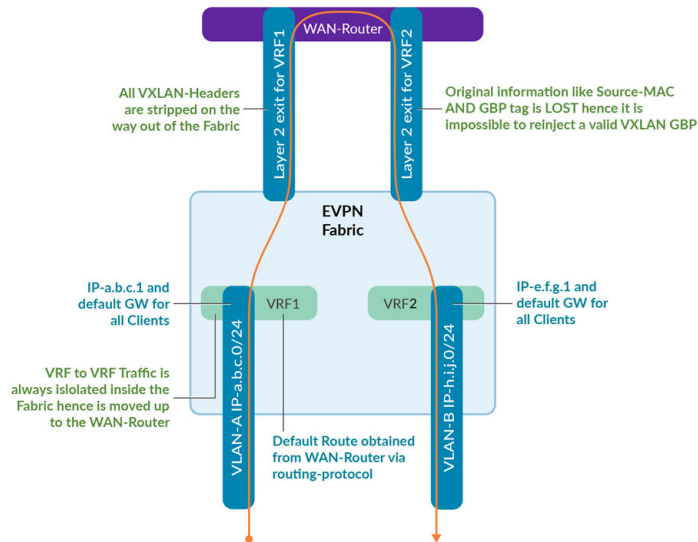 WAN-Router
Layer 2 exit for VRF1
Layer 2 exit for VRF2
All VXLAN-Headers
are stripped on the
way out of the Fabric
Original information like Source-MAC
AND GBP tag is LOST hence it is
impossible to reinject a valid VXLAN GBP
EVPN
Fabric
IP-a.b.c.1 and
default GW for
all Clients
VRF1
VRF2
IP-e.f.g.1 and
default GW for
all Clients
VLAN-A IP-a.b.c.0/24
VLAN-B IP-h.i.j.0/24
VRF to VRF Traffic is
always islolated inside the
Fabric hence is moved up
to the WAN-Router
Default Route obtained
from WAN-Router via
routing-protocol